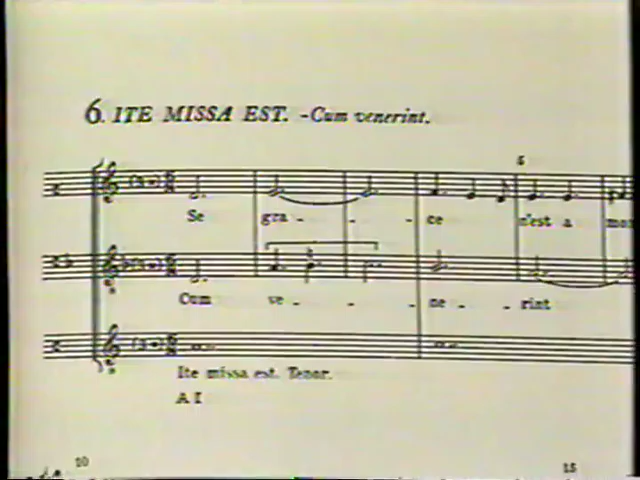 6. ITE MISSA EST. -Cum venerint.
5
Se gra - - - ce n'est a
Cum ve - - - ne - - rint
Ite missa est. Tenor.
A I
10 15